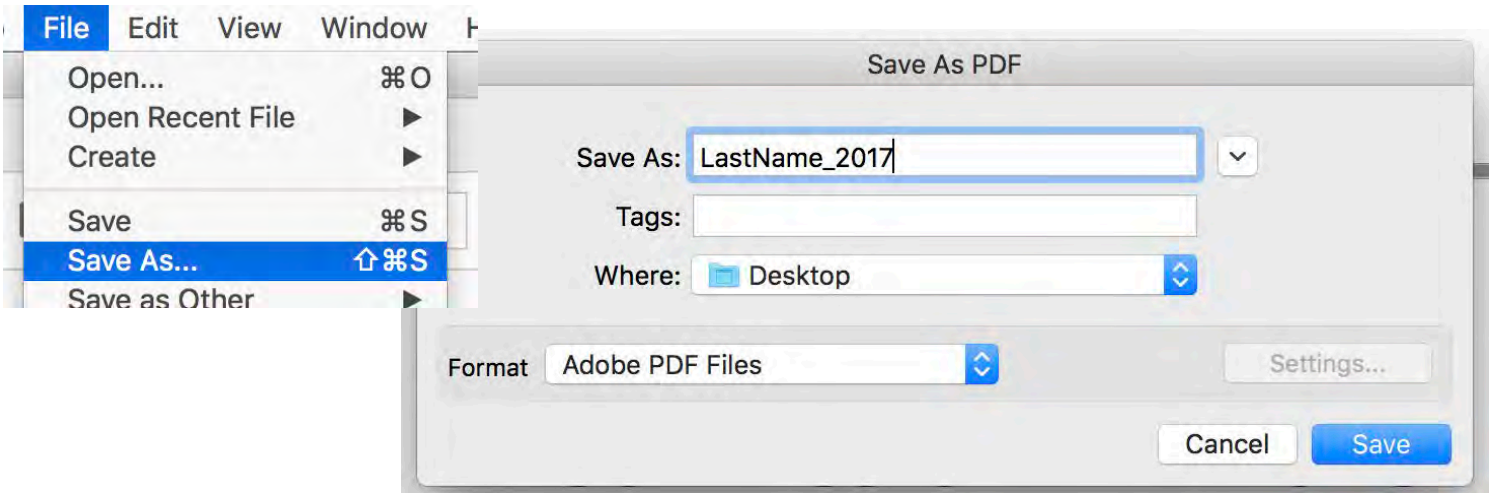 File Edit View Window
Open... ⌘O
Open Recent File ▶
Create ▶
Save ⌘S
Save As... ⇧⌘S
Save as Other ▶
Save As PDF
Save As: LastName_2017
Tags:
Where: Desktop
Format Adobe PDF Files
Settings...
Cancel Save